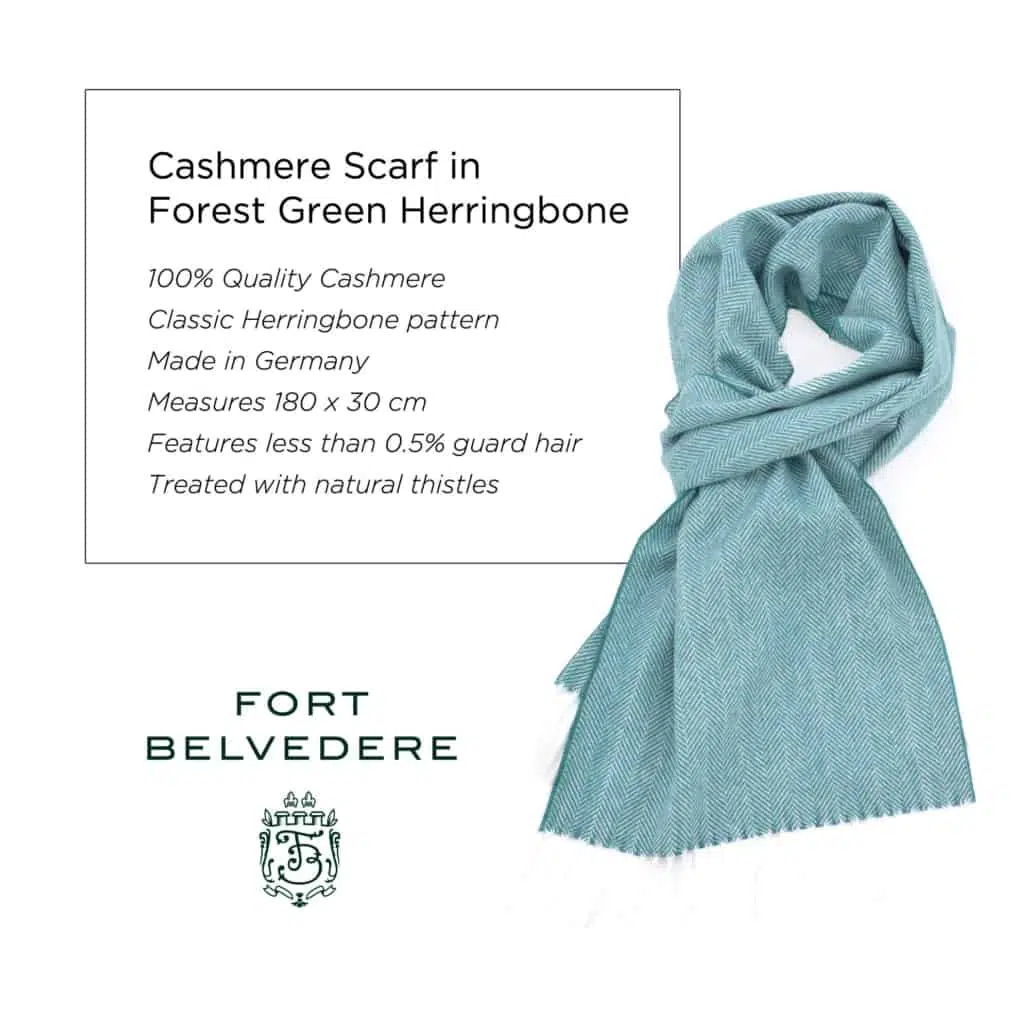 Cashmere Scarf in
Forest Green Herringbone
100% Quality Cashmere
Classic Herringbone pattern
Made in Germany
Measures 180 x 30 cm
Features less than 0.5% guard hair
Treated with natural thistles
FORT
BELVEDERE
FB